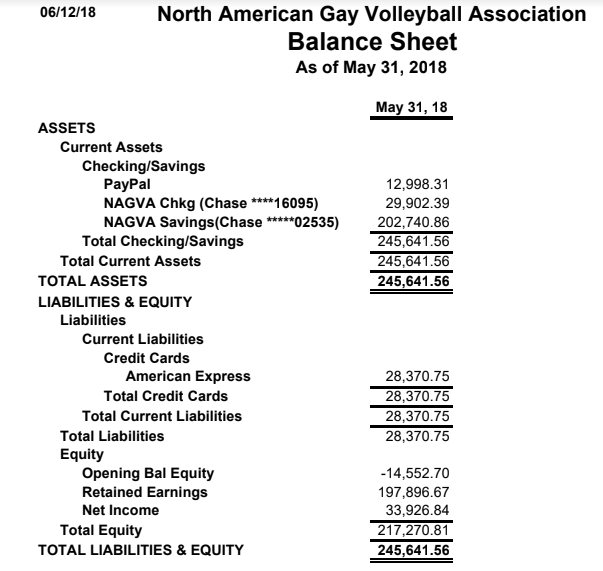 06/12/18 North American Gay Volleyball Association
Balance Sheet
As of May 31, 2018
May 31, 18
ASSETS
Current Assets
Checking/Savings
PayPal 12,998.31
NAGVA Chkg (Chase ****16095) 29,902.39
NAGVA Savings(Chase *****02535) 202,740.86
Total Checking/Savings 245,641.56
Total Current Assets 245,641.56
TOTAL ASSETS 245,641.56
LIABILITIES & EQUITY
Liabilities
Current Liabilities
Credit Cards
American Express 28,370.75
Total Credit Cards 28,370.75
Total Current Liabilities 28,370.75
Total Liabilities 28,370.75
Equity
Opening Bal Equity -14,552.70
Retained Earnings 197,896.67
Net Income 33,926.84
Total Equity 217,270.81
TOTAL LIABILITIES & EQUITY 245,641.56